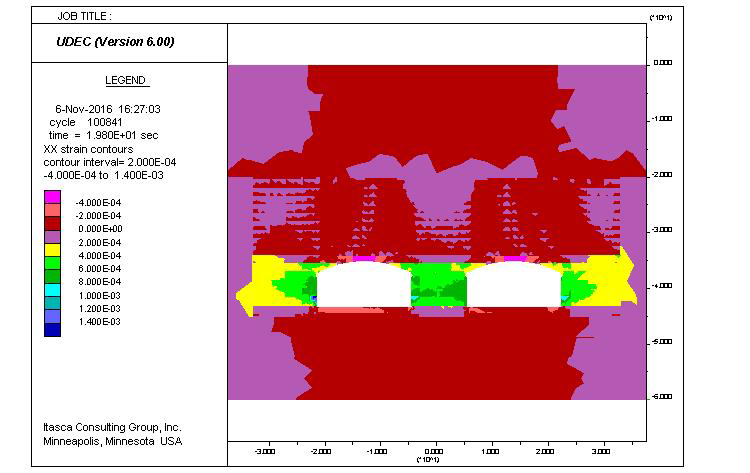 JOB TITLE :
(*10^1)
UDEC (Version 6.00)
LEGEND
6-Nov-2016 16:27:03
cycle 100841
time = 1.980E+01 sec
XX strain contours
contour interval= 2.000E-04
-4.000E-04 to 1.400E-03
-4.000E-04
-2.000E-04
0.000E+00
2.000E-04
4.000E-04
6.000E-04
8.000E-04
1.000E-03
1.200E-03
1.400E-03
0.000
-1.000
-2.000
-3.000
-4.000
-5.000
-6.000
Itasca Consulting Group, Inc.
Minneapolis, Minnesota USA
-3.000 -2.000 -1.000 0.000 1.000 2.000 3.000
(*10^1)